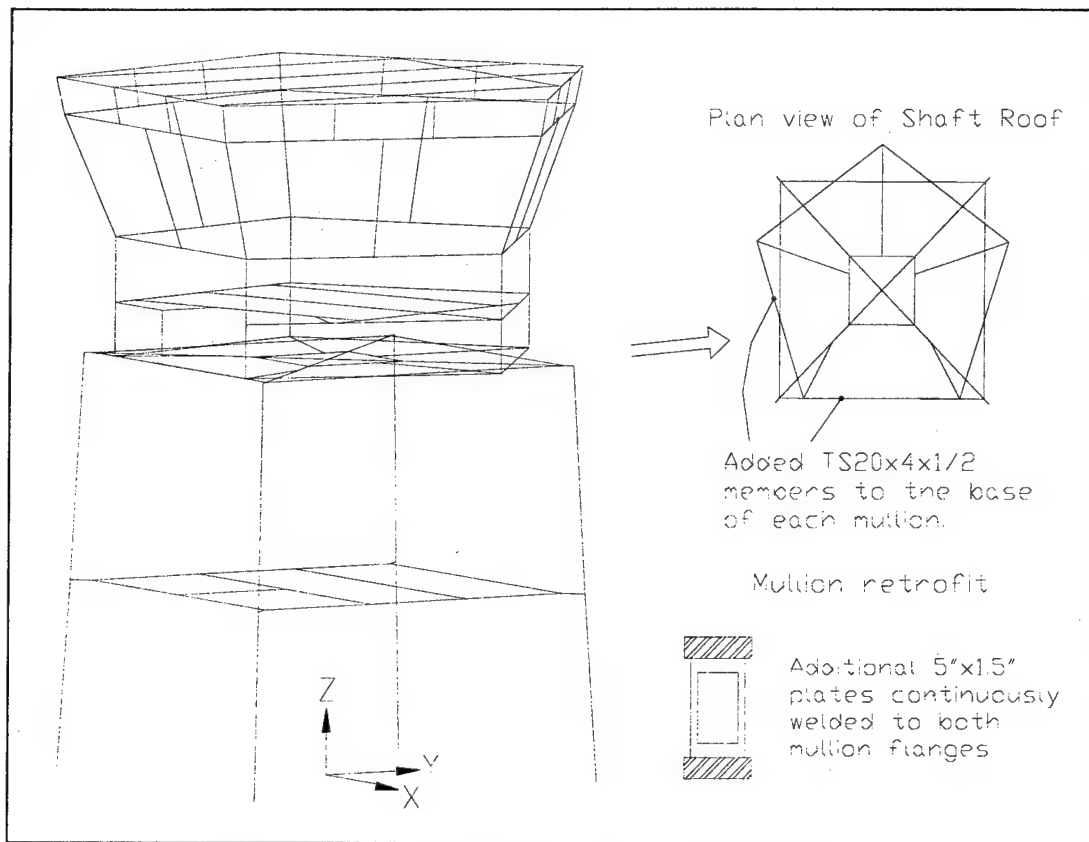 Plan view of Shaft Roof
Added TS20x4x1/2
members to the base
of each mullion.
Mullion retrofit
Additional 5"x1.5"
plates continuously
welded to both
mullion flanges
Z
Y
X